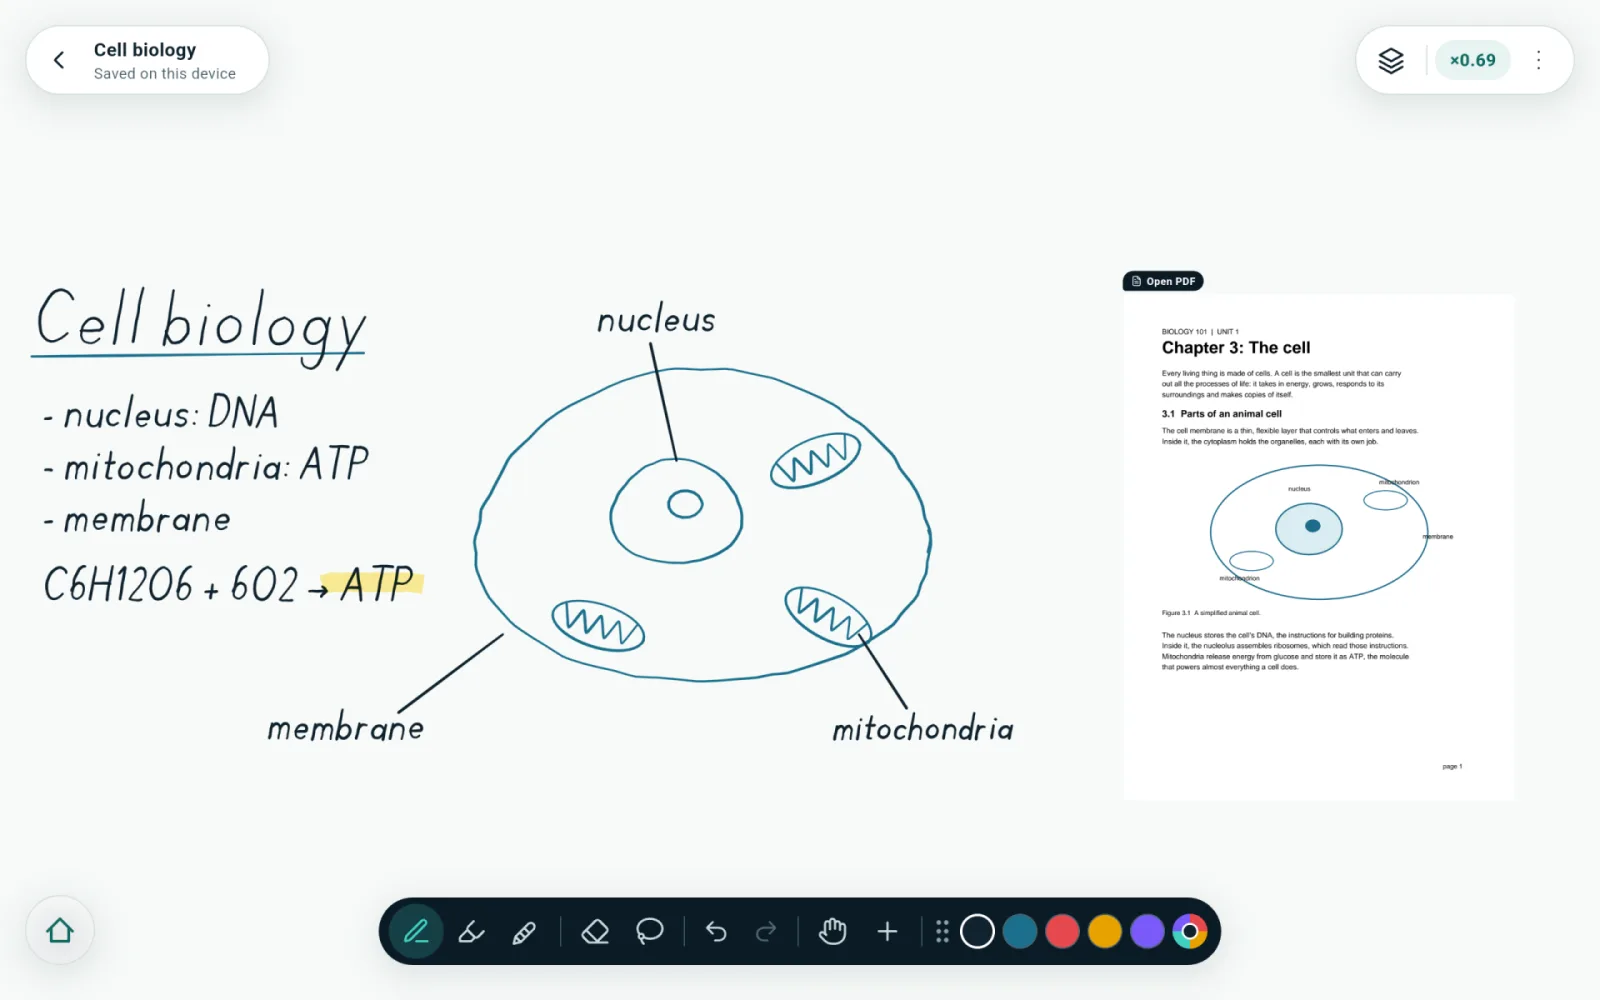 Cell biology
Saved on this device
×0.69
Cell biology
- nucleus: DNA
- mitochondria: ATP
- membrane
C6H12O6 + 6O2 → ATP
nucleus
membrane
mitochondria
Open PDF
BIOLOGY 101 | UNIT 1
Chapter 3: The cell
Every living thing is made of cells. A cell is the smallest unit that can carry
out all the processes of life: it takes in energy, grows, responds to its
surroundings and makes copies of itself.
3.1 Parts of an animal cell
The cell membrane is a thin, flexible layer that controls what enters and leaves.
Inside it, the cytoplasm holds the organelles, each with its own job.
mitochondrion
nucleus
membrane
mitochondrion
Figure 3.1 A simplified animal cell.
The nucleus stores the cell's DNA, the instructions for building proteins.
Inside it, the nucleolus assembles ribosomes, which read those instructions.
Mitochondria release energy from glucose and store it as ATP, the molecule
that powers almost everything a cell does.
page 1